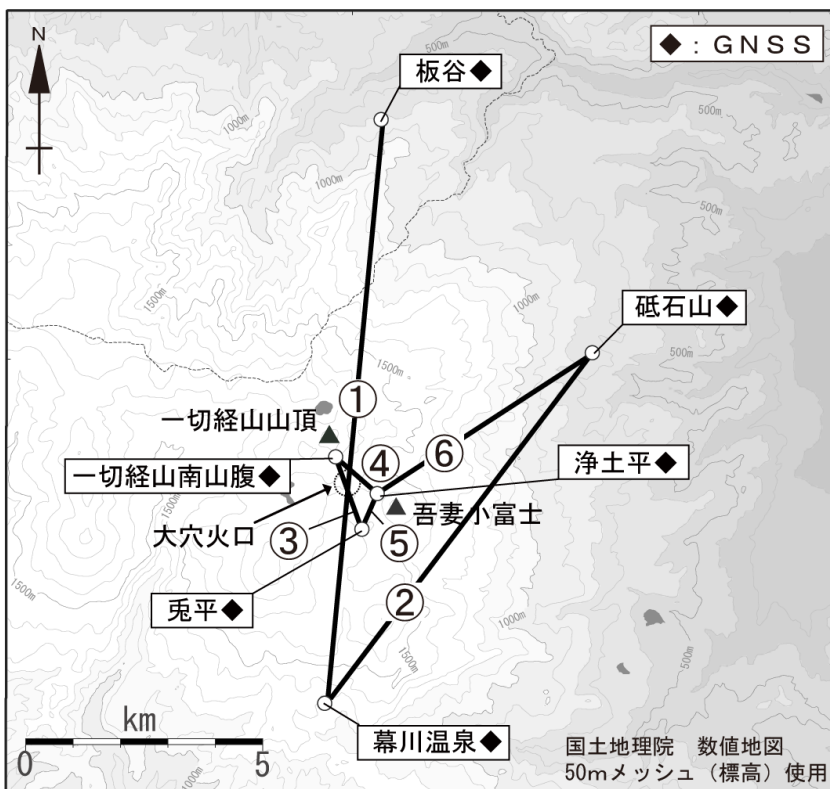 N
◆：GNSS
板谷◆
500m
500m
1000m
1000m
500m
砥石山◆
1500m
1500m
500m
①
一切経山山頂
⑥
④
浄土平◆
一切経山南山腹◆
吾妻小富士
大穴火口
③
⑤
1500m
②
兎平◆
1500m
500m
km
0
5
幕川温泉◆
1000m
国土地理院　数値地図
50mメッシュ（標高）使用